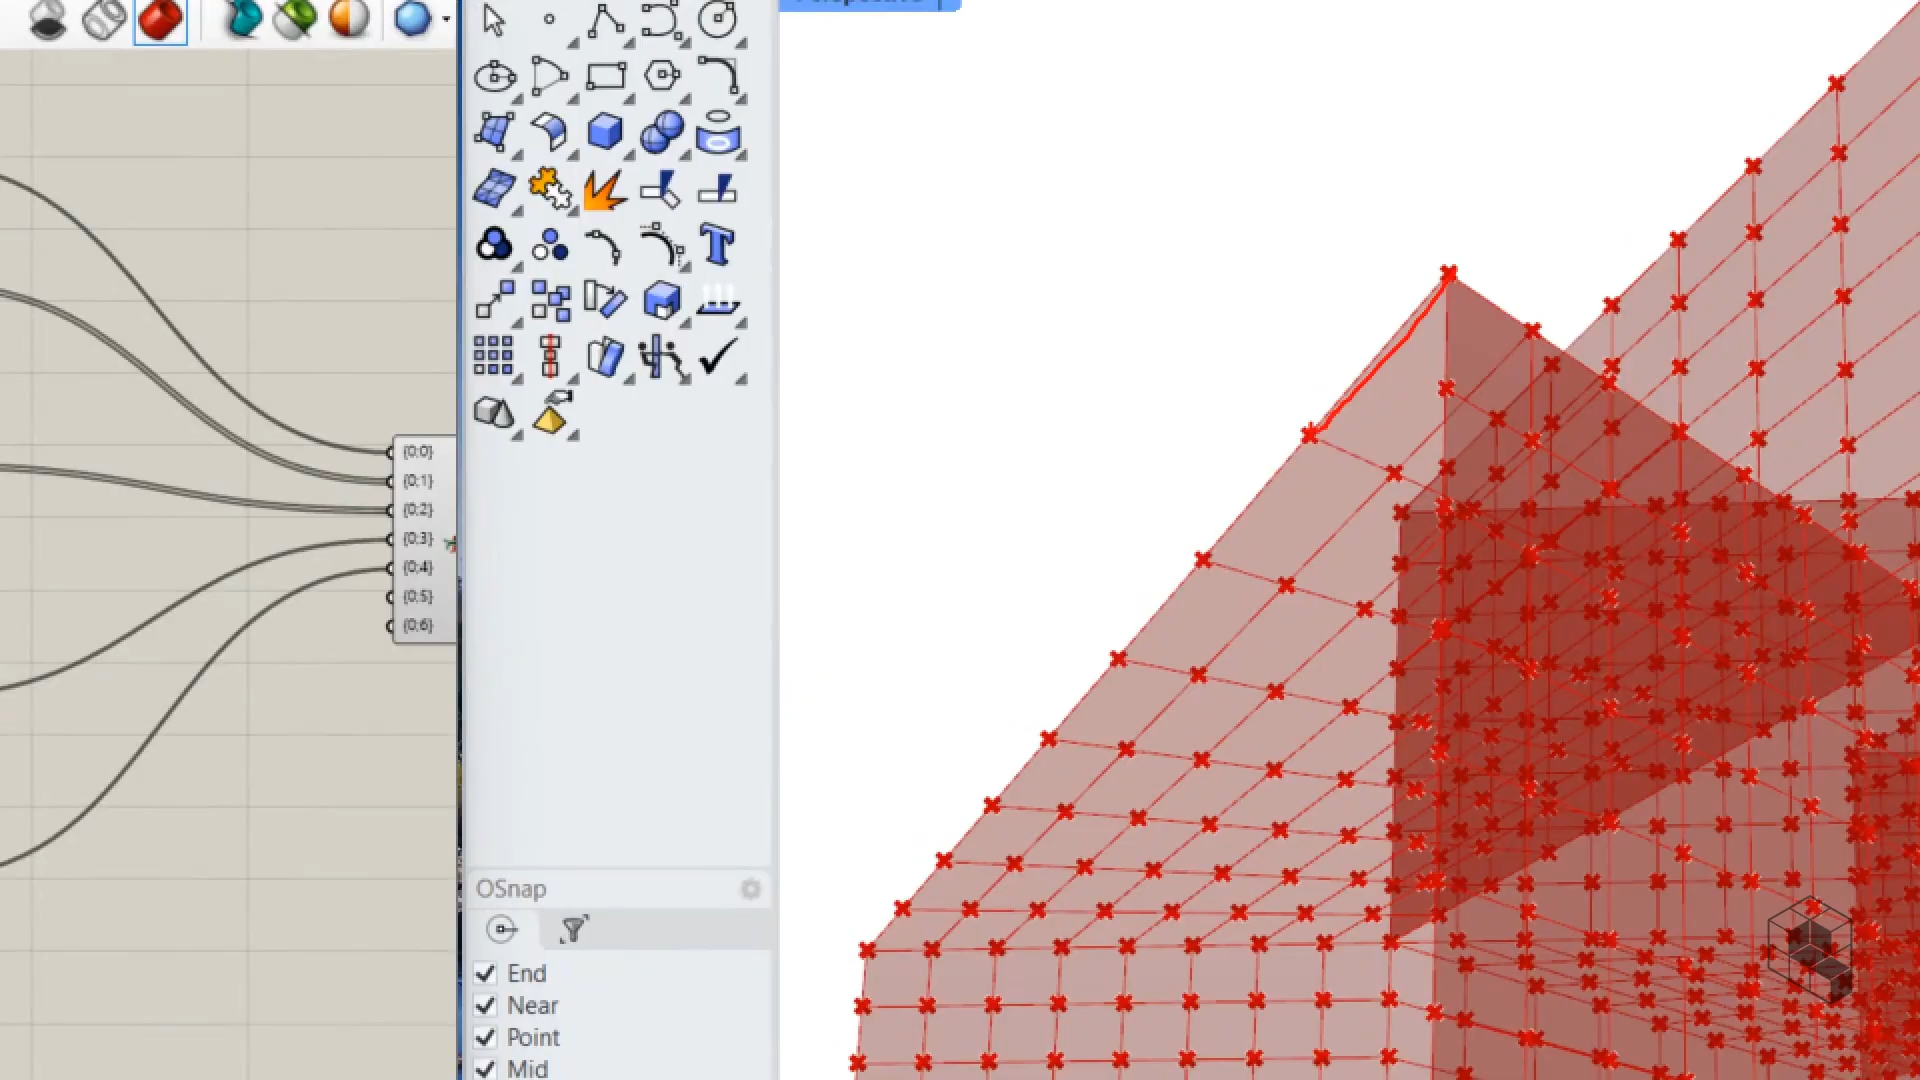 {0;0}
{0;1}
{0;2}
{0;3}
{0;4}
{0;5}
{0;6}
OSnap
End
Near
Point
Mid